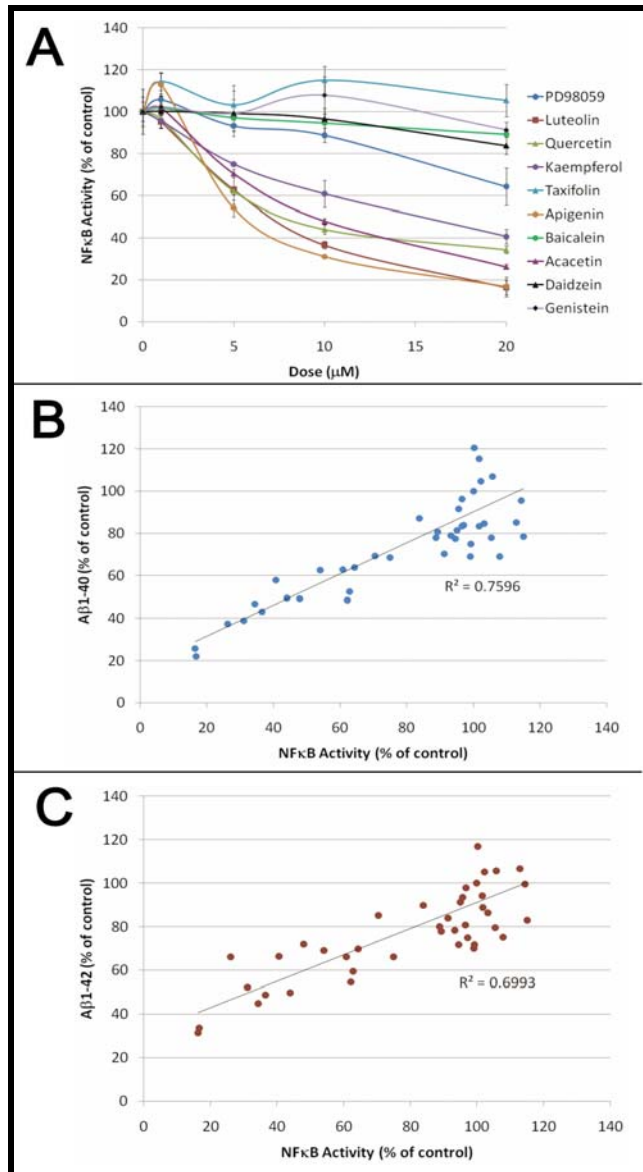 A
140
120
100
80
60
40
20
0
NFκB Activity (% of control)
0 5 10 15 20
Dose (μM)
PD98059
Luteolin
Quercetin
Kaempferol
Taxifolin
Apigenin
Baicalein
Acacetin
Daidzein
Genistein
B
140
120
100
80
60
40
20
0
Aβ1-40 (% of control)
R² = 0.7596
0 20 40 60 80 100 120 140
NFκB Activity (% of control)
C
140
120
100
80
60
40
20
0
Aβ1-42 (% of control)
R² = 0.6993
0 20 40 60 80 100 120 140
NFκB Activity (% of control)